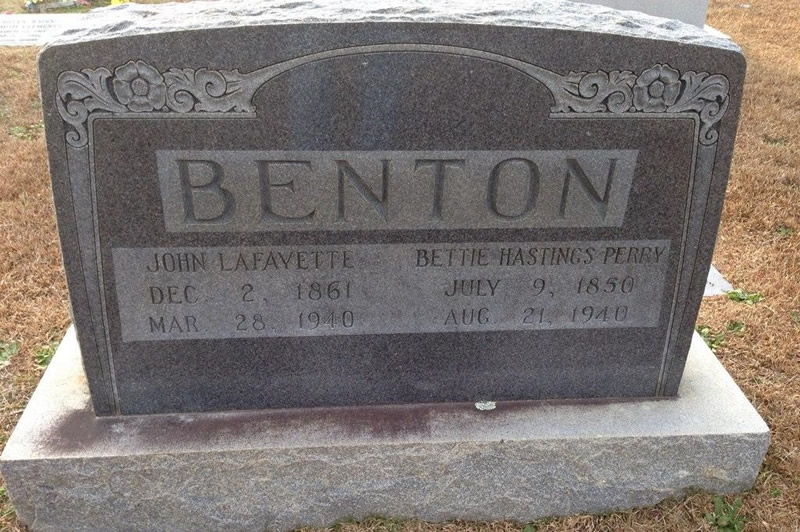 BENTON
JOHN LAFAYETTE
DEC. 2, 1861
MAR. 28, 1940
BETTIE HASTINGS PERRY
JULY 9, 1850
AUG. 21, 1940